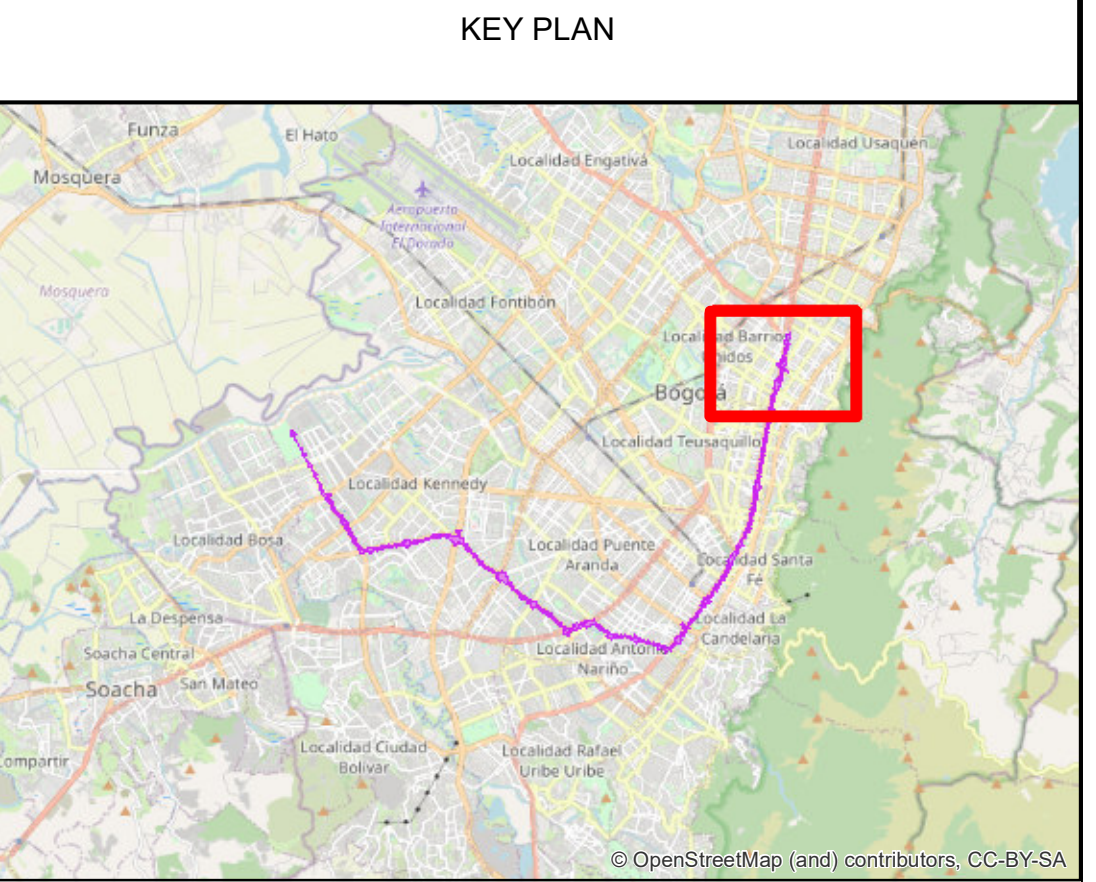 KEY PLAN
Funza
El Hato
Localidad Usaquén
Localidad Engativá
Mosquera
Aeropuerto
Internacional
El Dorado
Mosquera
Localidad Fontibón
Localidad Barrios
Unidos
Bogotá
Localidad Teusaquillo
Localidad Kennedy
Localidad Bosa
Localidad Puente
Aranda
Localidad Santa
Fé
La Despensa
Localidad La
Candelaria
Soacha Central
Localidad Antonio
Nariño
Soacha
San Mateo
Localidad Ciudad
Bolívar
Localidad Rafael
Uribe Uribe
Compartir
© OpenStreetMap (and) contributors, CC-BY-SA